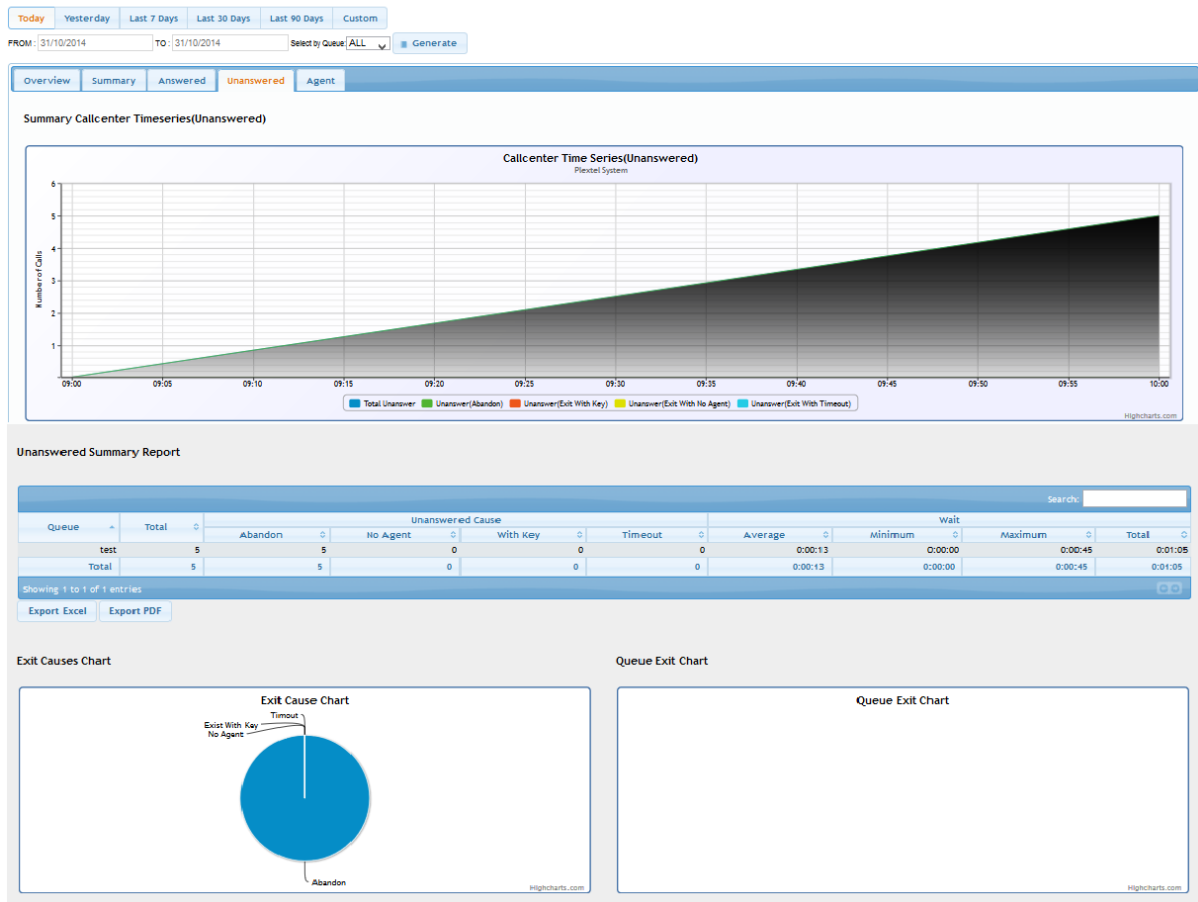 Today Yesterday Last 7 Days Last 30 Days Last 90 Days Custom
FROM : 31/10/2014 TO : 31/10/2014 Select by Queue: ALL Generate
Overview Summary Answered Unanswered Agent
Summary Callcenter Timeseries(Unanswered)
Callcenter Time Series(Unanswered)
Plextel System
Number of Calls
6
5
4
3
2
1
09:00 09:05 09:10 09:15 09:20 09:25 09:30 09:35 09:40 09:45 09:50 09:55 10:00
Total Unanswer Unanswer(Abandon) Unanswer(Exit With Key) Unanswer(Exit With No Agent) Unanswer(Exit With Timeout)
Highcharts.com
Unanswered Summary Report
Search:
Queue Total Unanswered Cause Wait
Abandon No Agent With Key Timeout Average Minimum Maximum Total
test 5 5 0 0 0 0:00:13 0:00:00 0:00:45 0:01:05
Total 5 5 0 0 0 0:00:13 0:00:00 0:00:45 0:01:05
Showing 1 to 1 of 1 entries
Export Excel Export PDF
Exit Causes Chart
Exit Cause Chart
Timout
Exist With Key
No Agent
Abandon
Highcharts.com
Queue Exit Chart
Queue Exit Chart
Highcharts.com